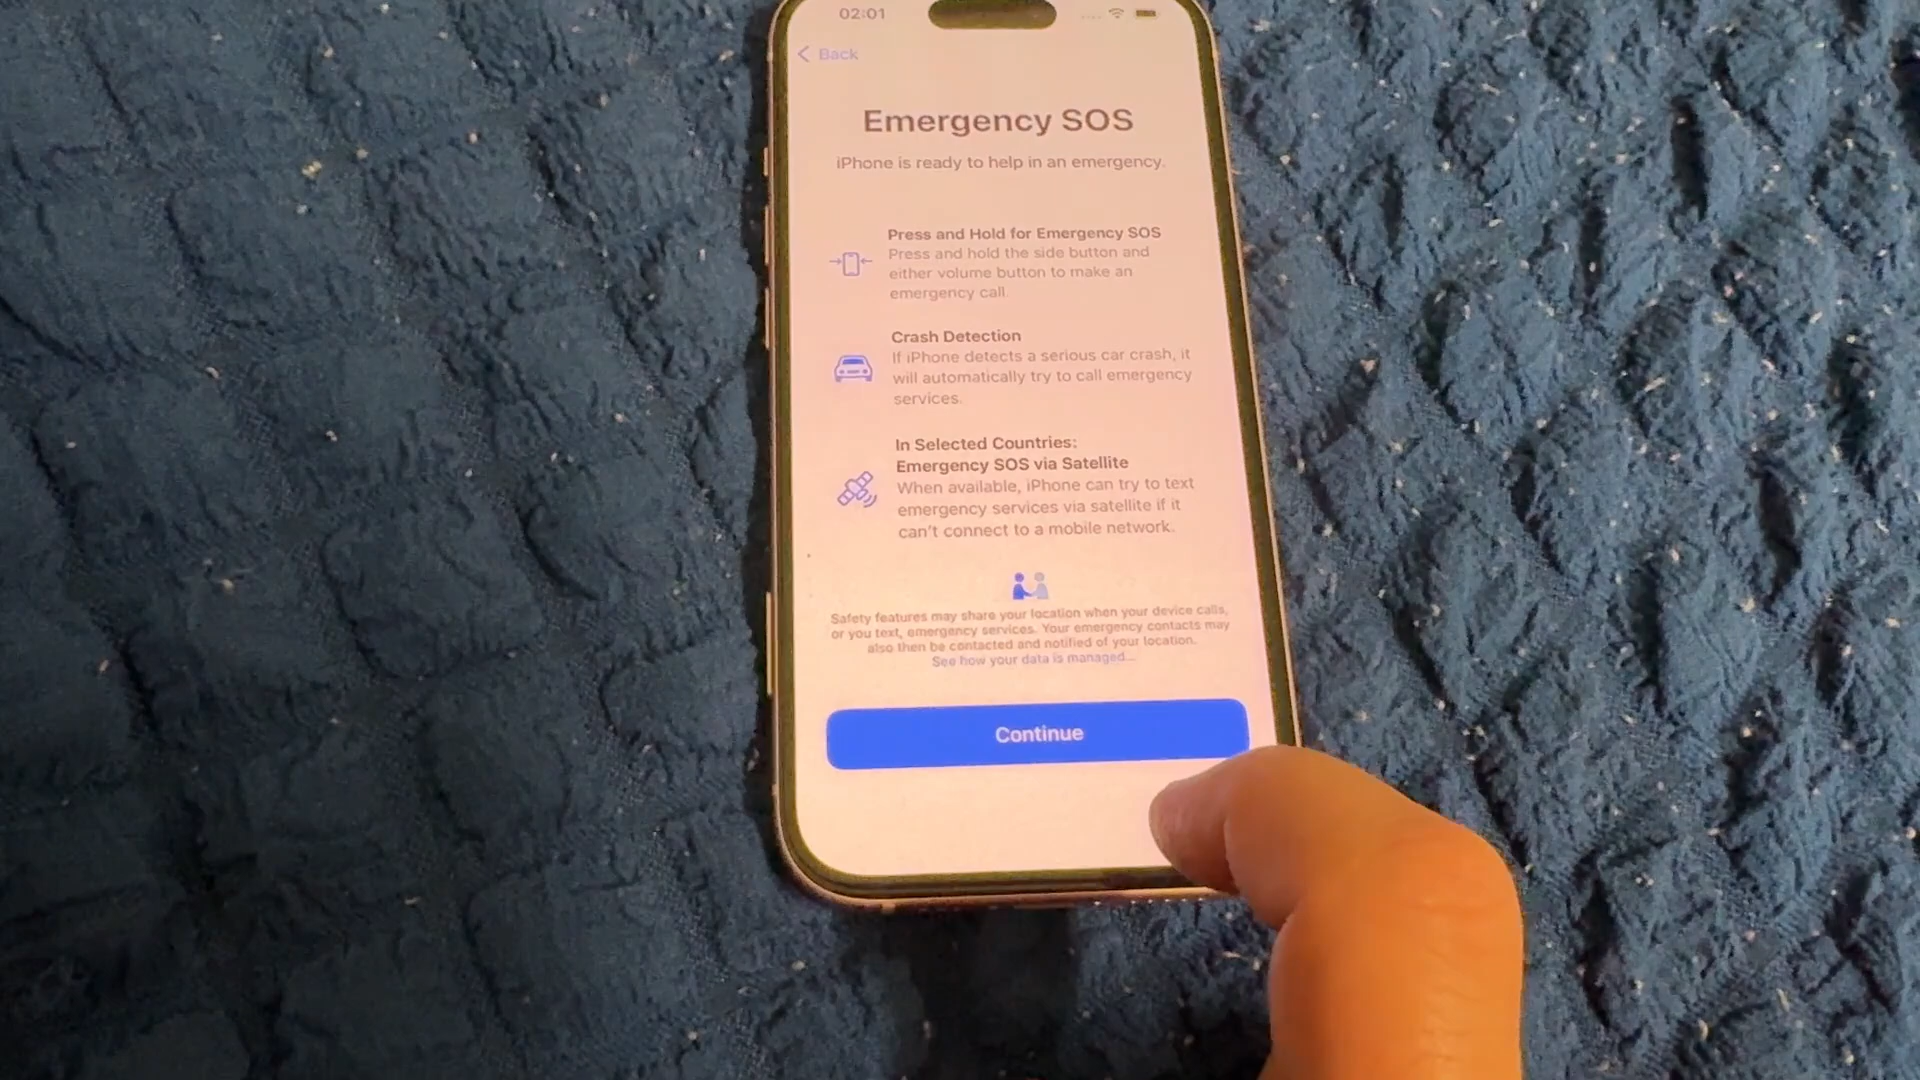 02:01
Back
Emergency SOS
iPhone is ready to help in an emergency.
Press and Hold for Emergency SOS
Press and hold the side button and
either volume button to make an
emergency call.
Crash Detection
If iPhone detects a serious car crash, it
will automatically try to call emergency
services.
In Selected Countries:
Emergency SOS via Satellite
When available, iPhone can try to text
emergency services via satellite if it
can't connect to a mobile network.
Safety features may share your location when your device calls,
or you text, emergency services. Your emergency contacts may
also then be contacted and notified of your location.
See how your data is managed...
Continue